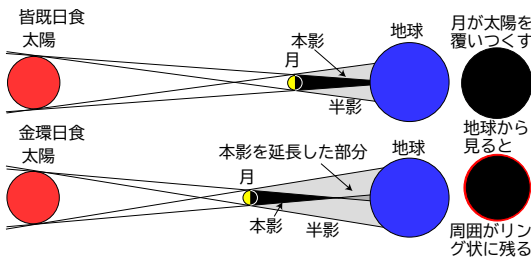 皆既日食
太陽
月
本影
半影
地球
月が太陽を
覆いつくす
地球から
見ると
金環日食
太陽
月
本影を延長した部分
本影
半影
地球
周囲がリン
グ状に残る